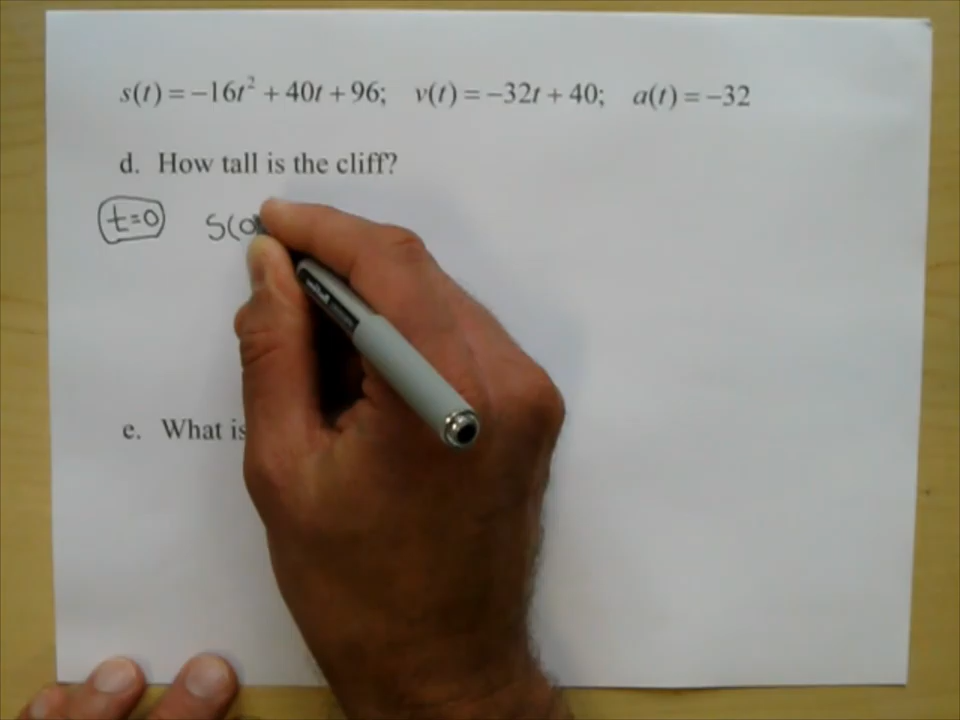 s(t) = −16t² + 40t + 96; v(t) = −32t + 40; a(t) = −32
d. How tall is the cliff?
t=0 S(0
e. What is